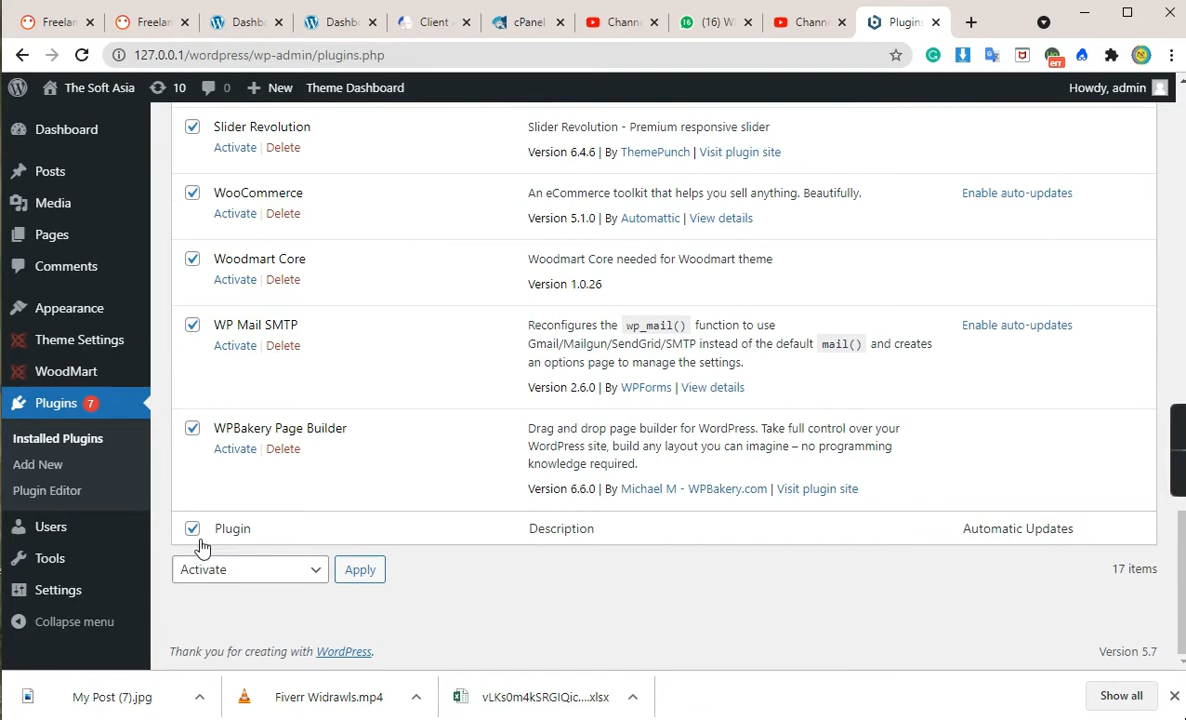 Freelan
Freelan
Dashb
Dashb
Client
cPanel
Chann
(16) W
Chann
Plugin
127.0.0.1/wordpress/wp-admin/plugins.php
err
The Soft Asia
10
0
New
Theme Dashboard
Howdy, admin
Dashboard
Posts
Media
Pages
Comments
Appearance
Theme Settings
WoodMart
Plugins 7
Installed Plugins
Add New
Plugin Editor
Users
Tools
Settings
Collapse menu
Slider Revolution
Activate | Delete
Slider Revolution - Premium responsive slider
Version 6.4.6 | By ThemePunch | Visit plugin site
WooCommerce
Activate | Delete
An eCommerce toolkit that helps you sell anything. Beautifully.
Version 5.1.0 | By Automattic | View details
Enable auto-updates
Woodmart Core
Activate | Delete
Woodmart Core needed for Woodmart theme
Version 1.0.26
WP Mail SMTP
Activate | Delete
Reconfigures the wp_mail() function to use
Gmail/Mailgun/SendGrid/SMTP instead of the default mail() and creates
an options page to manage the settings.
Version 2.6.0 | By WPForms | View details
Enable auto-updates
WPBakery Page Builder
Activate | Delete
Drag and drop page builder for WordPress. Take full control over your
WordPress site, build any layout you can imagine – no programming
knowledge required.
Version 6.6.0 | By Michael M - WPBakery.com | Visit plugin site
Plugin
Description
Automatic Updates
Activate
Apply
17 items
Thank you for creating with WordPress.
Version 5.7
My Post (7).jpg
Fiverr Widrawls.mp4
vLKs0m4kSRGIQic....xlsx
Show all